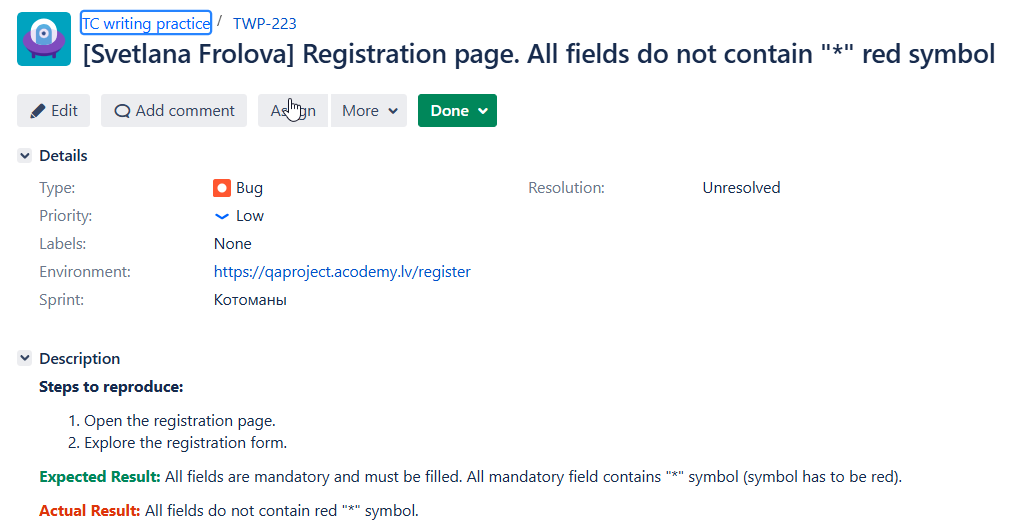 TC writing practice / TWP-223
[Svetlana Frolova] Registration page. All fields do not contain "*" red symbol
Edit Add comment Assign More Done
Details
Type: Bug Resolution: Unresolved
Priority: Low
Labels: None
Environment: https://qaproject.acodemy.lv/register
Sprint: Котоманы
Description
Steps to reproduce:
1. Open the registration page.
2. Explore the registration form.
Expected Result: All fields are mandatory and must be filled. All mandatory field contains "*" symbol (symbol has to be red).
Actual Result: All fields do not contain red "*" symbol.